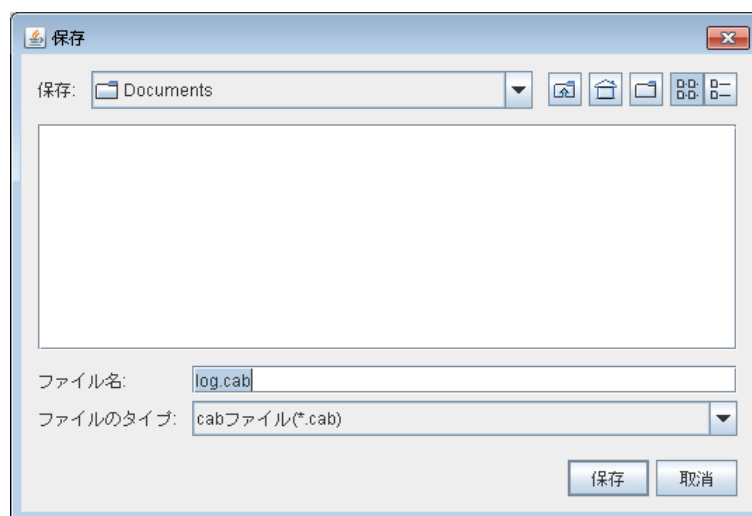 保存
保存: Documents
ファイル名: log.cab
ファイルのタイプ: cabファイル(*.cab)
保存 取消